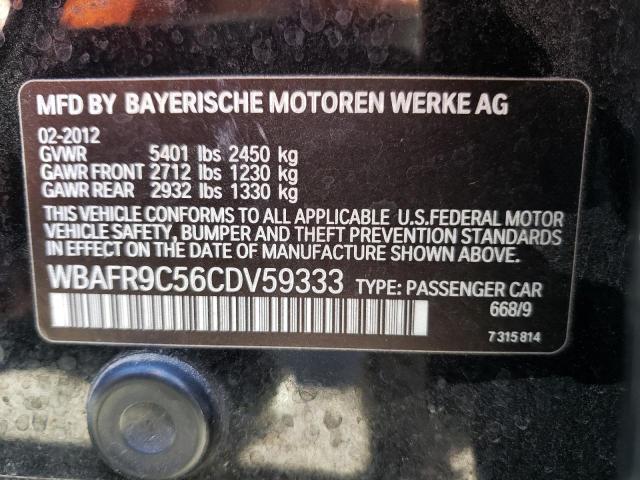 MFD BY BAYERISCHE MOTOREN WERKE AG
02-2012
GVWR 5401 lbs 2450 kg
GAWR FRONT 2712 lbs 1230 kg
GAWR REAR 2932 lbs 1330 kg
THIS VEHICLE CONFORMS TO ALL APPLICABLE U.S.FEDERAL MOTOR
VEHICLE SAFETY, BUMPER AND THEFT PREVENTION STANDARDS
IN EFFECT ON THE DATE OF MANUFACTURE SHOWN ABOVE.
WBAFR9C56CDV59333 TYPE: PASSENGER CAR
668/9
7 315 814